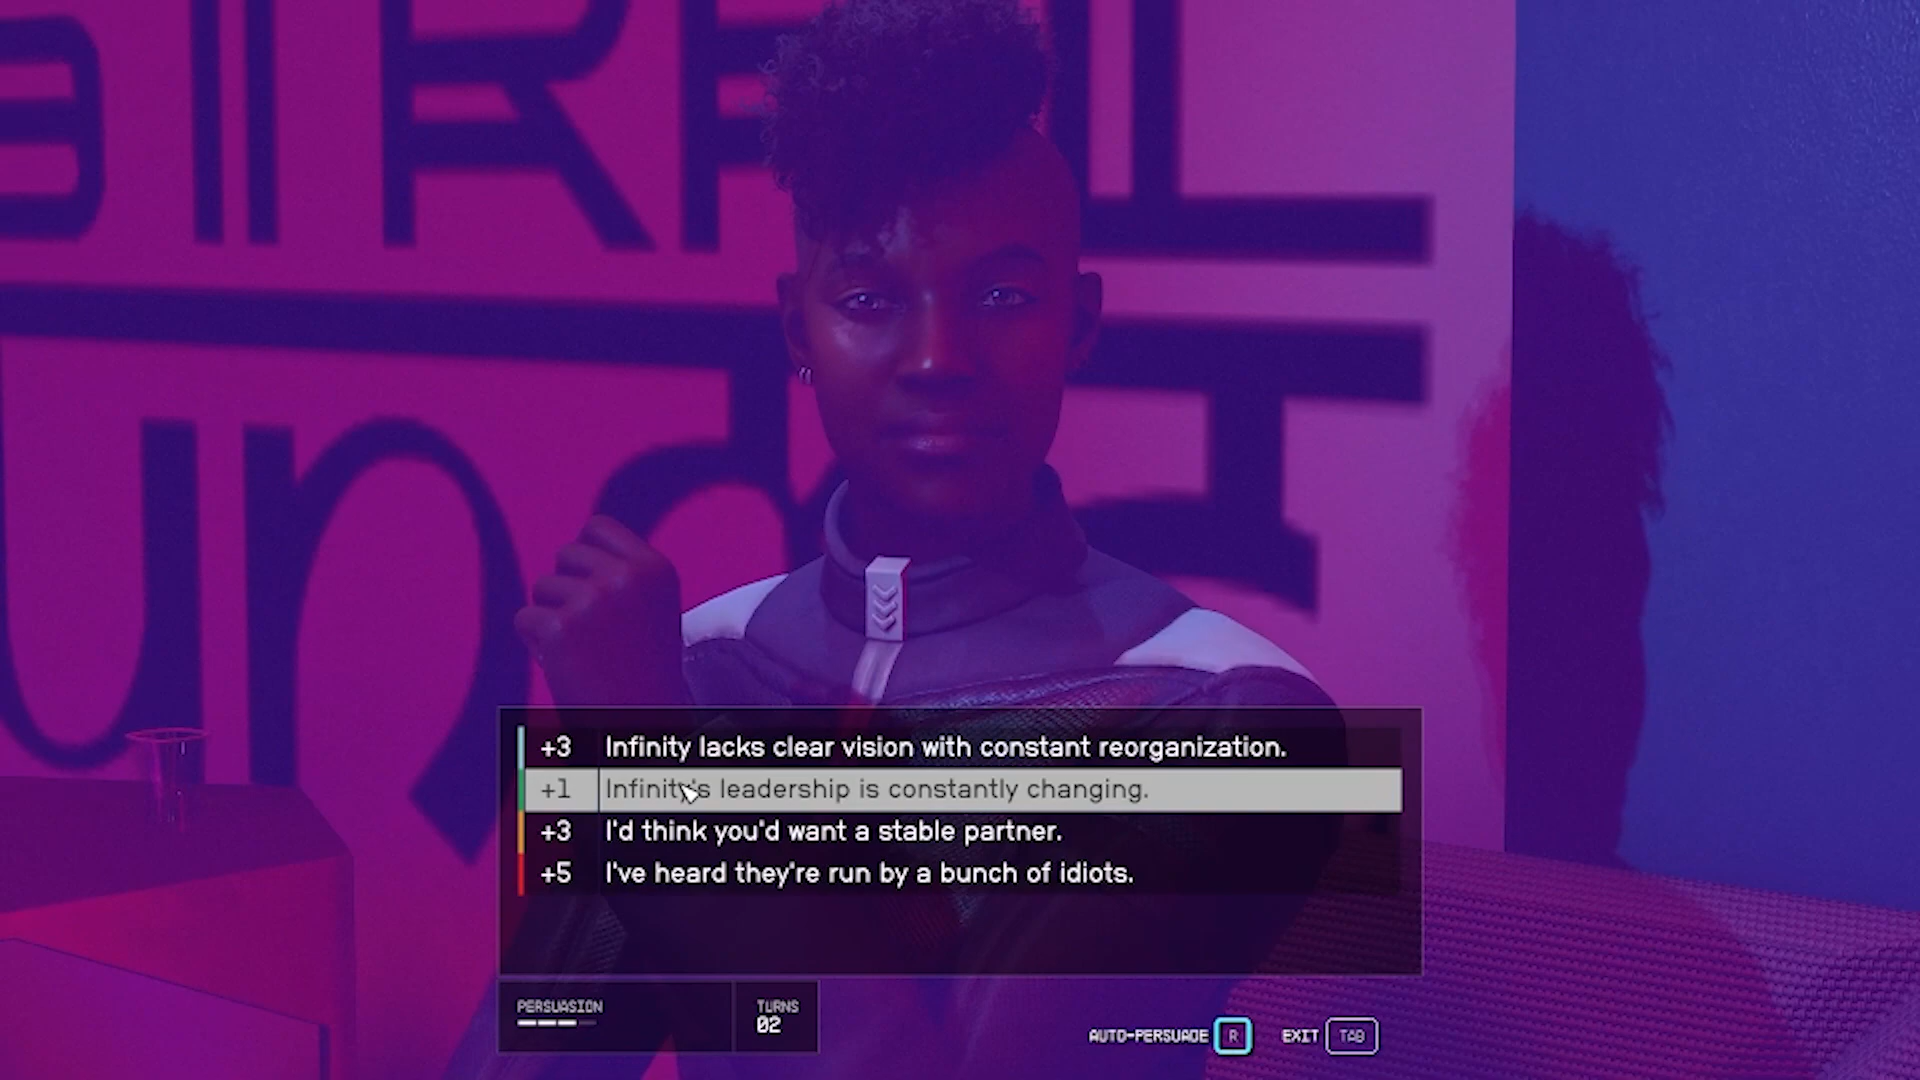 +3 Infinity lacks clear vision with constant reorganization.
+1 Infinity's leadership is constantly changing.
+3 I'd think you'd want a stable partner.
+5 I've heard they're run by a bunch of idiots.
PERSUASION
TURNS
02
AUTO-PERSUADE R EXIT TAB